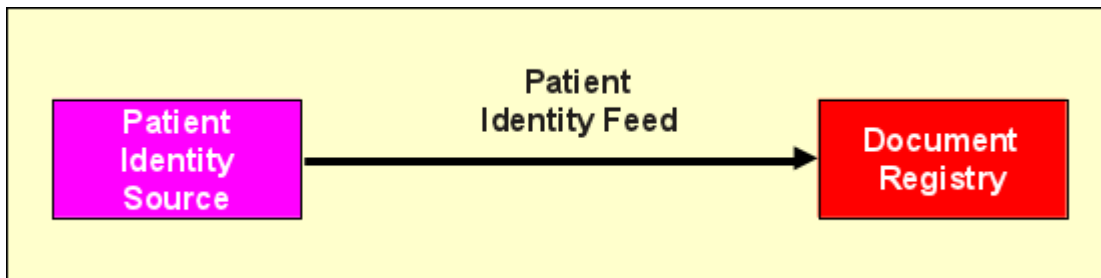 Patient
Identity
Source
Patient
Identity Feed
Document
Registry